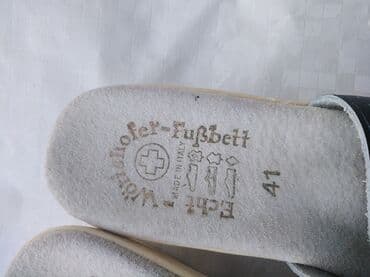 Echt - Wörishofer - Fußbett
MADE IN ITALY
41